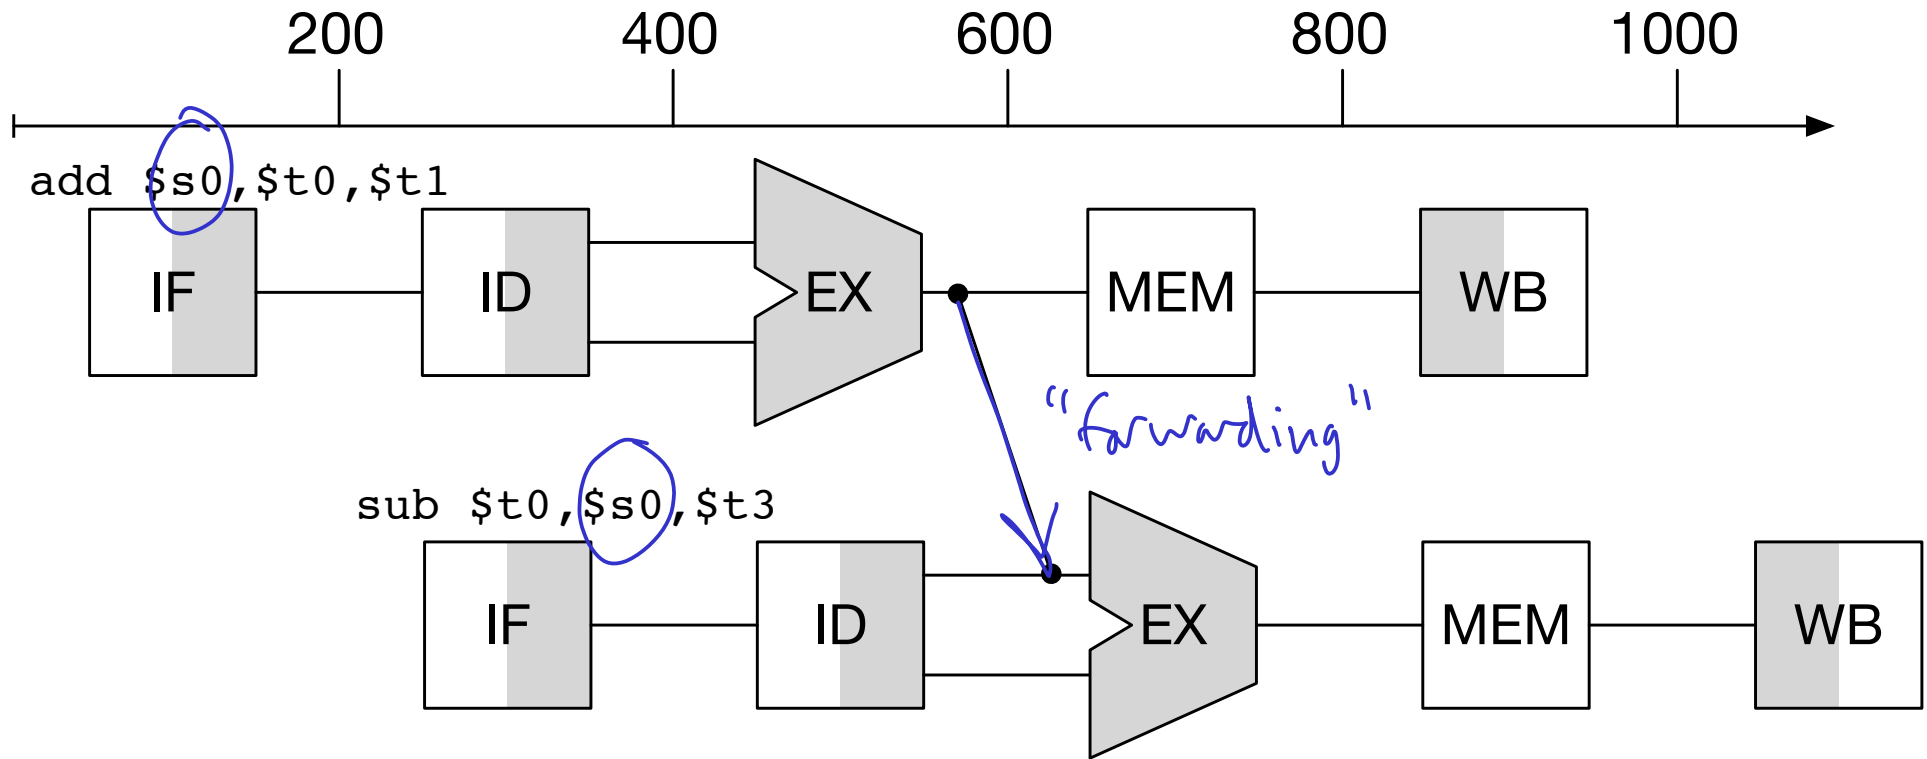 200 400 600 800 1000
add $s0,$t0,$t1
IF ID EX MEM WB
"forwarding"
sub $t0,$s0,$t3
IF ID EX MEM WB